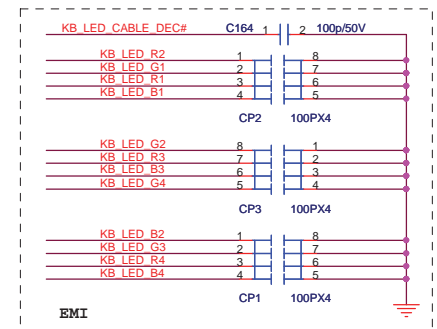 KB_LED_CABLE_DEC# C164 1 2 100p/50V
KB_LED_R2 1 8
KB_LED_G1 2 7
KB_LED_R1 3 6
KB_LED_B1 4 5
CP2 100PX4
KB_LED_G2 8 1
KB_LED_R3 7 2
KB_LED_B3 6 3
KB_LED_G4 5 4
CP3 100PX4
KB_LED_B2 1 8
KB_LED_G3 2 7
KB_LED_R4 3 6
KB_LED_B4 4 5
CP1 100PX4
EMI